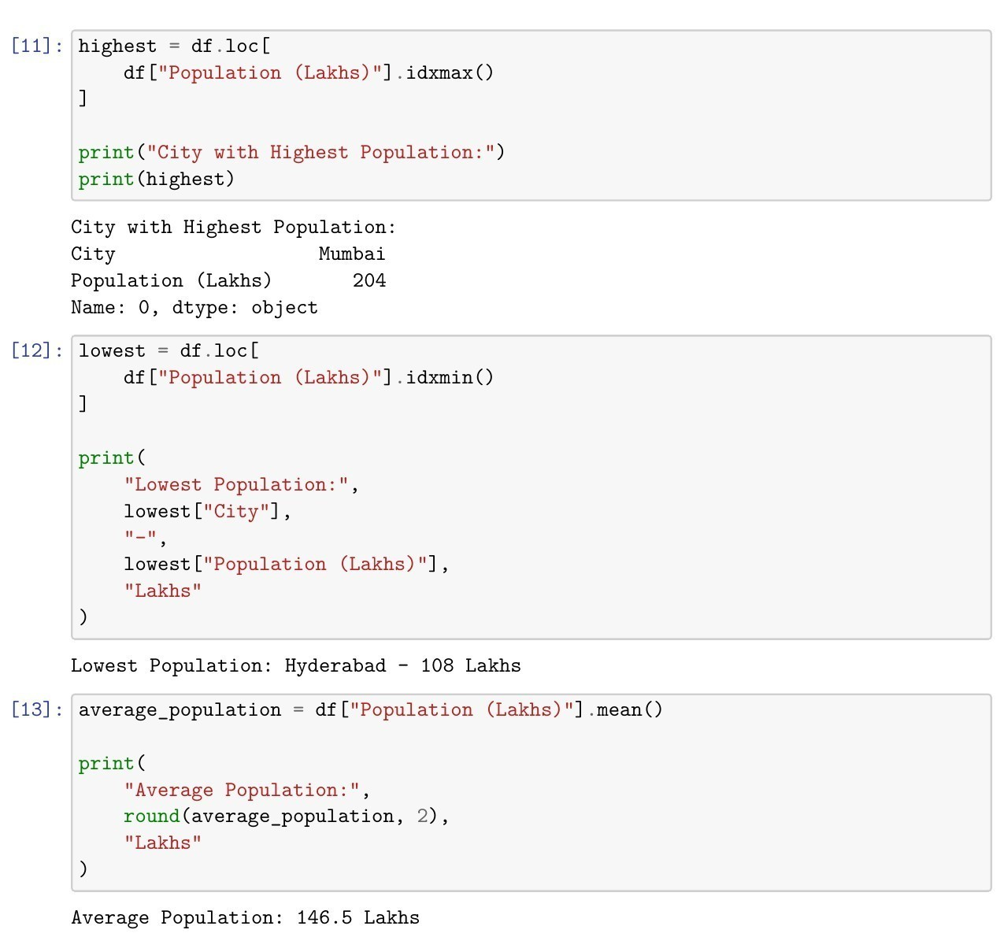 [11]: highest = df.loc[
    df["Population (Lakhs)"].idxmax()
]
print("City with Highest Population:")
print(highest)
City with Highest Population:
City                  Mumbai
Population (Lakhs)       204
Name: 0, dtype: object
[12]: lowest = df.loc[
    df["Population (Lakhs)"].idxmin()
]
print(
    "Lowest Population:",
    lowest["City"],
    "-",
    lowest["Population (Lakhs)"],
    "Lakhs"
)
Lowest Population: Hyderabad - 108 Lakhs
[13]: average_population = df["Population (Lakhs)"].mean()
print(
    "Average Population:",
    round(average_population, 2),
    "Lakhs"
)
Average Population: 146.5 Lakhs